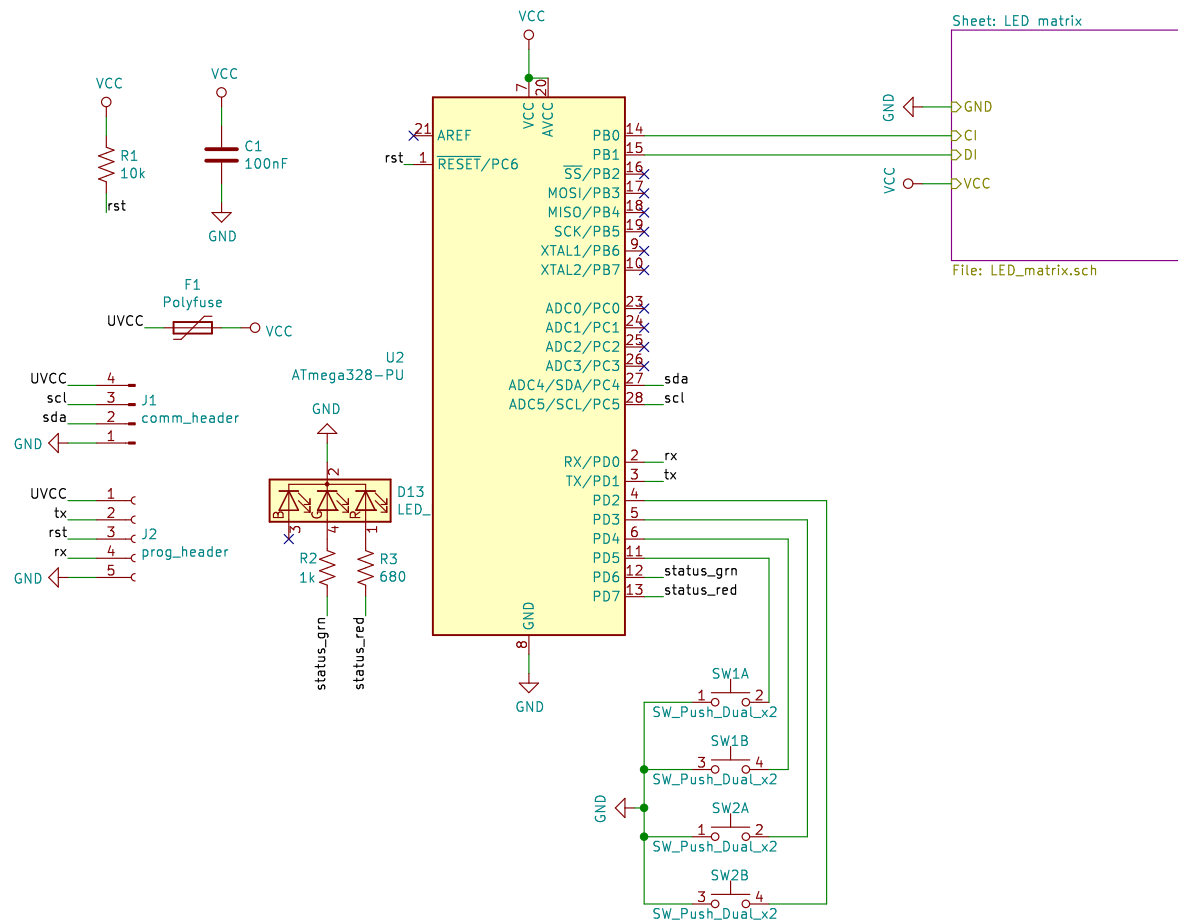 VCC
Sheet: LED matrix
VCC
VCC
7
20
VCC
AVCC
GND
GND
CI
DI
VCC
VCC
File: LED_matrix.sch
R1
10k
rst
C1
100nF
GND
21
AREF
rst
1
RESET/PC6
PB0
14
PB1
15
SS/PB2
16
MOSI/PB3
17
MISO/PB4
18
SCK/PB5
19
XTAL1/PB6
9
XTAL2/PB7
10
ADC0/PC0
23
ADC1/PC1
24
ADC2/PC2
25
ADC3/PC3
26
ADC4/SDA/PC4
27
sda
ADC5/SCL/PC5
28
scl
RX/PD0
2
rx
TX/PD1
3
tx
PD2
4
PD3
5
PD4
6
PD5
11
PD6
12
status_grn
PD7
13
status_red
GND
8
GND
F1
Polyfuse
UVCC
VCC
U2
ATmega328-PU
UVCC
4
scl
3
sda
2
GND
1
J1
comm_header
UVCC
1
tx
2
rst
3
rx
4
GND
5
J2
prog_header
GND
2
D13
LED_
B
G
R
3
4
1
R2
1k
R3
680
status_grn
status_red
SW1A
1
2
SW_Push_Dual_x2
SW1B
3
4
SW_Push_Dual_x2
GND
SW2A
1
2
SW_Push_Dual_x2
SW2B
3
4
SW_Push_Dual_x2